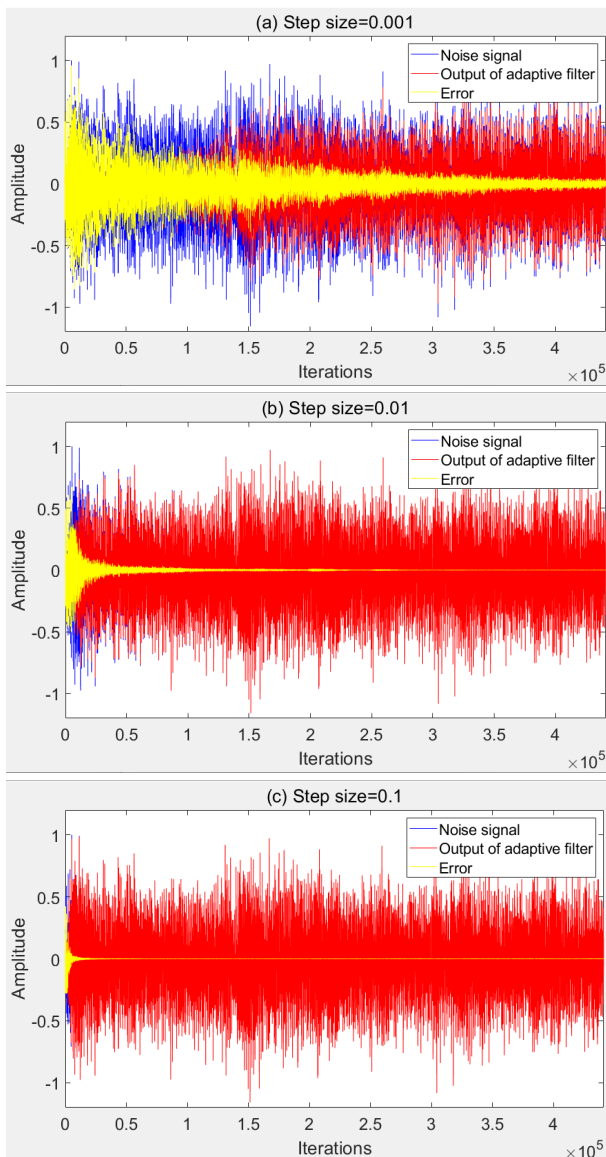 (a) Step size=0.001
Noise signal
Output of adaptive filter
Error
1
0.5
0
-0.5
-1
Amplitude
0 0.5 1 1.5 2 2.5 3 3.5 4
Iterations
×10^5
(b) Step size=0.01
Noise signal
Output of adaptive filter
Error
1
0.5
0
-0.5
-1
Amplitude
0 0.5 1 1.5 2 2.5 3 3.5 4
Iterations
×10^5
(c) Step size=0.1
Noise signal
Output of adaptive filter
Error
1
0.5
0
-0.5
-1
Amplitude
0 0.5 1 1.5 2 2.5 3 3.5 4
Iterations
×10^5